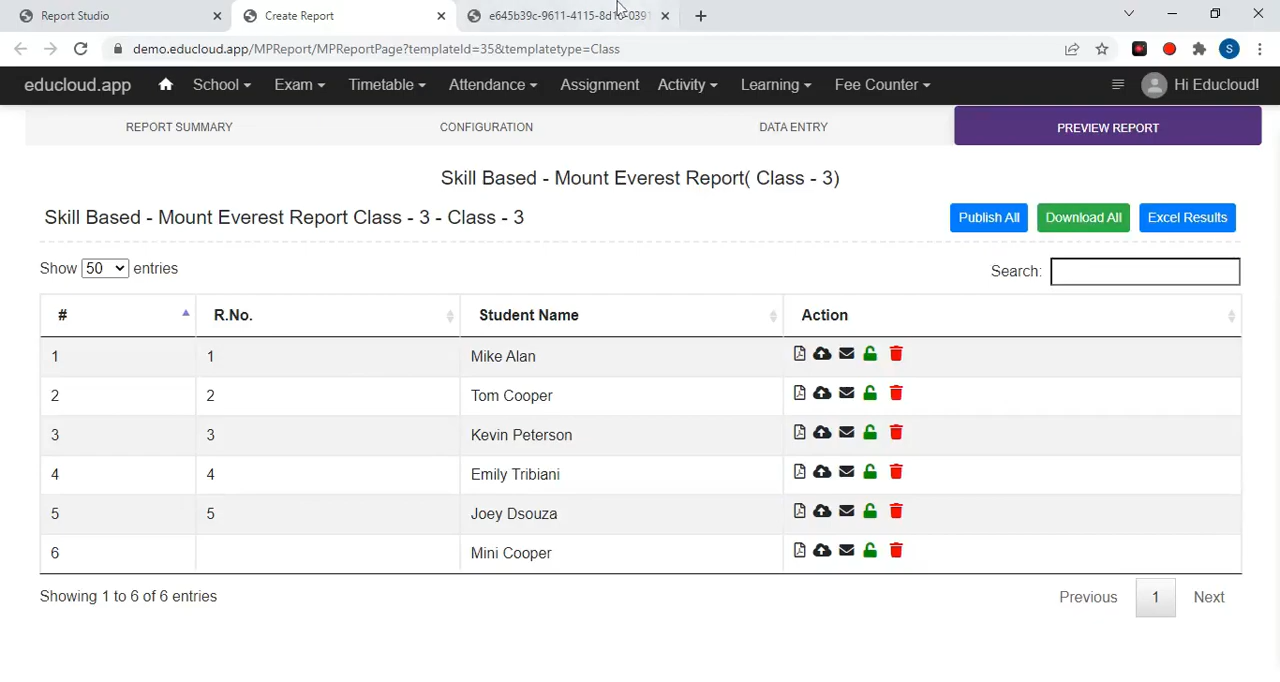 Report Studio
Create Report
demo.educloud.app/MPReport/MPReportPage?templateId=35&templatetype=Class
S
educloud.app School Exam Timetable Attendance Assignment Activity Learning Fee Counter Hi Educloud!
REPORT SUMMARY CONFIGURATION DATA ENTRY PREVIEW REPORT
Skill Based - Mount Everest Report( Class - 3)
Skill Based - Mount Everest Report Class - 3 - Class - 3
Publish All Download All Excel Results
Show 50 entries Search:
# R.No. Student Name Action
1 1 Mike Alan
2 2 Tom Cooper
3 3 Kevin Peterson
4 4 Emily Tribiani
5 5 Joey Dsouza
6 Mini Cooper
Showing 1 to 6 of 6 entries Previous 1 Next